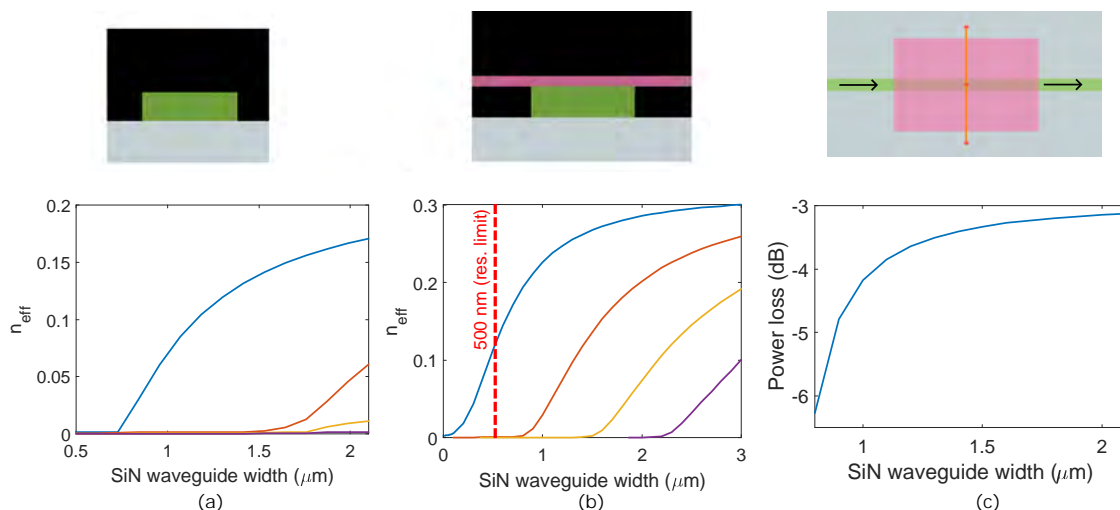 0.2
0.15
0.1
0.05
0
n_eff
0.5
1
1.5
2
SiN waveguide width (μm)
(a)
0.3
0.2
0.1
0
n_eff
500 nm (res. limit)
0
1
2
3
SiN waveguide width (μm)
(b)
-3
-4
-5
-6
Power loss (dB)
1
1.5
2
SiN waveguide width (μm)
(c)